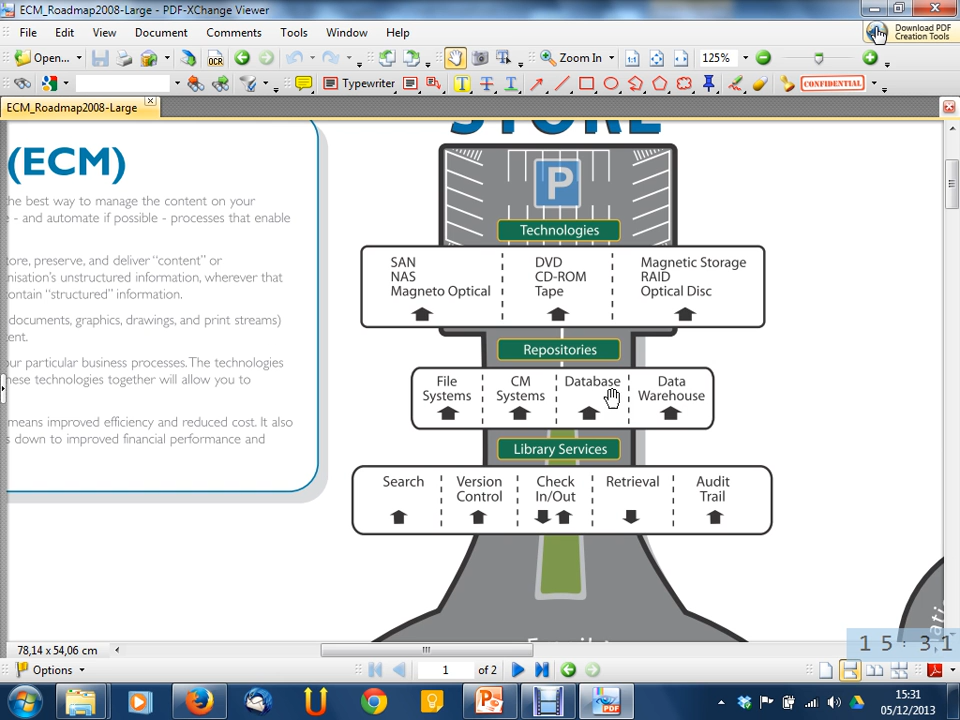 ECM_Roadmap2008-Large - PDF-XChange Viewer
File Edit View Document Comments Tools Window Help
Download PDF
Creation Tools
Open... OCR Zoom In 125%
Typewriter CONFIDENTIAL
ECM_Roadmap2008-Large
STORE
(ECM)
P
the best way to manage the content on your
- and automate if possible - processes that enable
ore, preserve, and deliver “content” or
nisation's unstructured information, wherever that
ontain “structured” information.
documents, graphics, drawings, and print streams)
ent.
our particular business processes. The technologies
hese technologies together will allow you to
means improved efficiency and reduced cost. It also
s down to improved financial performance and
Technologies
SAN
NAS
Magneto Optical
DVD
CD-ROM
Tape
Magnetic Storage
RAID
Optical Disc
Repositories
File
Systems
CM
Systems
Database
Data
Warehouse
Library Services
Search
Version
Control
Check
In/Out
Retrieval
Audit
Trail
15:31
78,14 x 54,06 cm
Options 1 of 2
15:31
05/12/2013